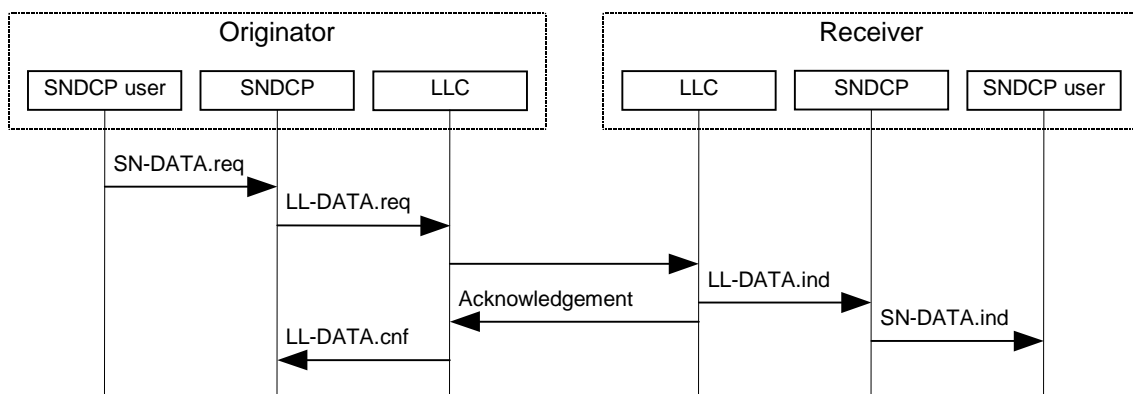 Originator
Receiver
SNDCP user
SNDCP
LLC
LLC
SNDCP
SNDCP user
SN-DATA.req
LL-DATA.req
LL-DATA.ind
Acknowledgement
SN-DATA.ind
LL-DATA.cnf